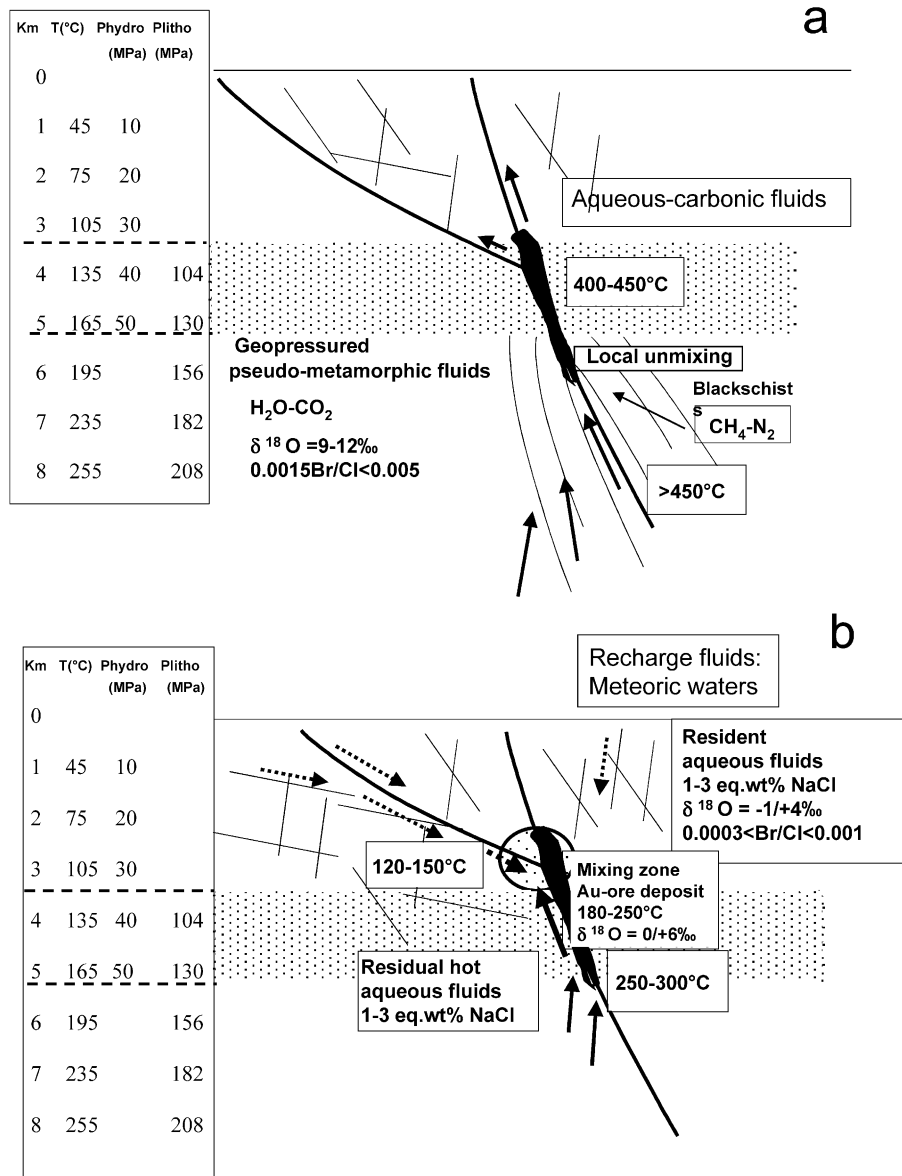 a
Km T(°C) Phydro Plitho
(MPa) (MPa)
0
1 45 10
2 75 20
3 105 30
4 135 40 104
5 165 50 130
6 195 156
7 235 182
8 255 208
Aqueous-carbonic fluids
400-450°C
Geopressured
pseudo-metamorphic fluids
H₂O-CO₂
δ ¹⁸ O =9-12‰
0.0015Br/Cl<0.005
Local unmixing
Blackschist
s
CH₄-N₂
>450°C
b
Km T(°C) Phydro Plitho
(MPa) (MPa)
0
1 45 10
2 75 20
3 105 30
4 135 40 104
5 165 50 130
6 195 156
7 235 182
8 255 208
Recharge fluids:
Meteoric waters
Resident
aqueous fluids
1-3 eq.wt% NaCl
δ ¹⁸ O = -1/+4‰
0.0003<Br/Cl<0.001
120-150°C
Mixing zone
Au-ore deposit
180-250°C
δ ¹⁸ O = 0/+6‰
Residual hot
aqueous fluids
1-3 eq.wt% NaCl
250-300°C